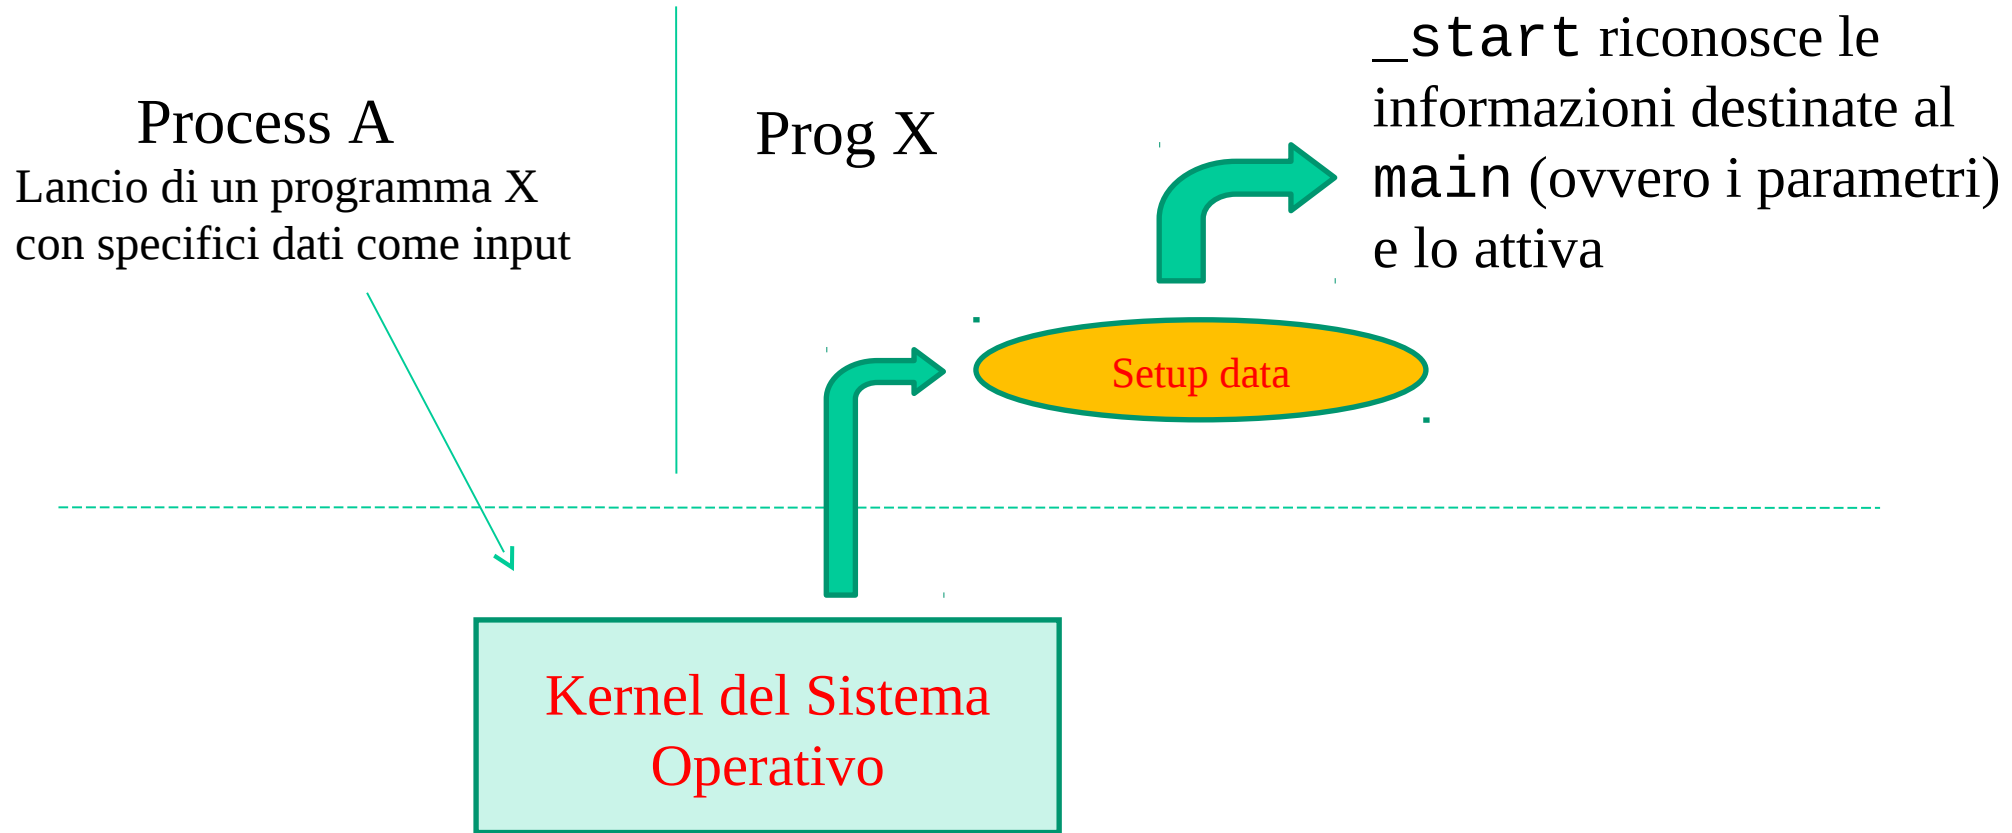 Process A
Lancio di un programma X
con specifici dati come input
Prog X
_start riconosce le
informazioni destinate al
main (ovvero i parametri)
e lo attiva
Setup data
Kernel del Sistema
Operativo